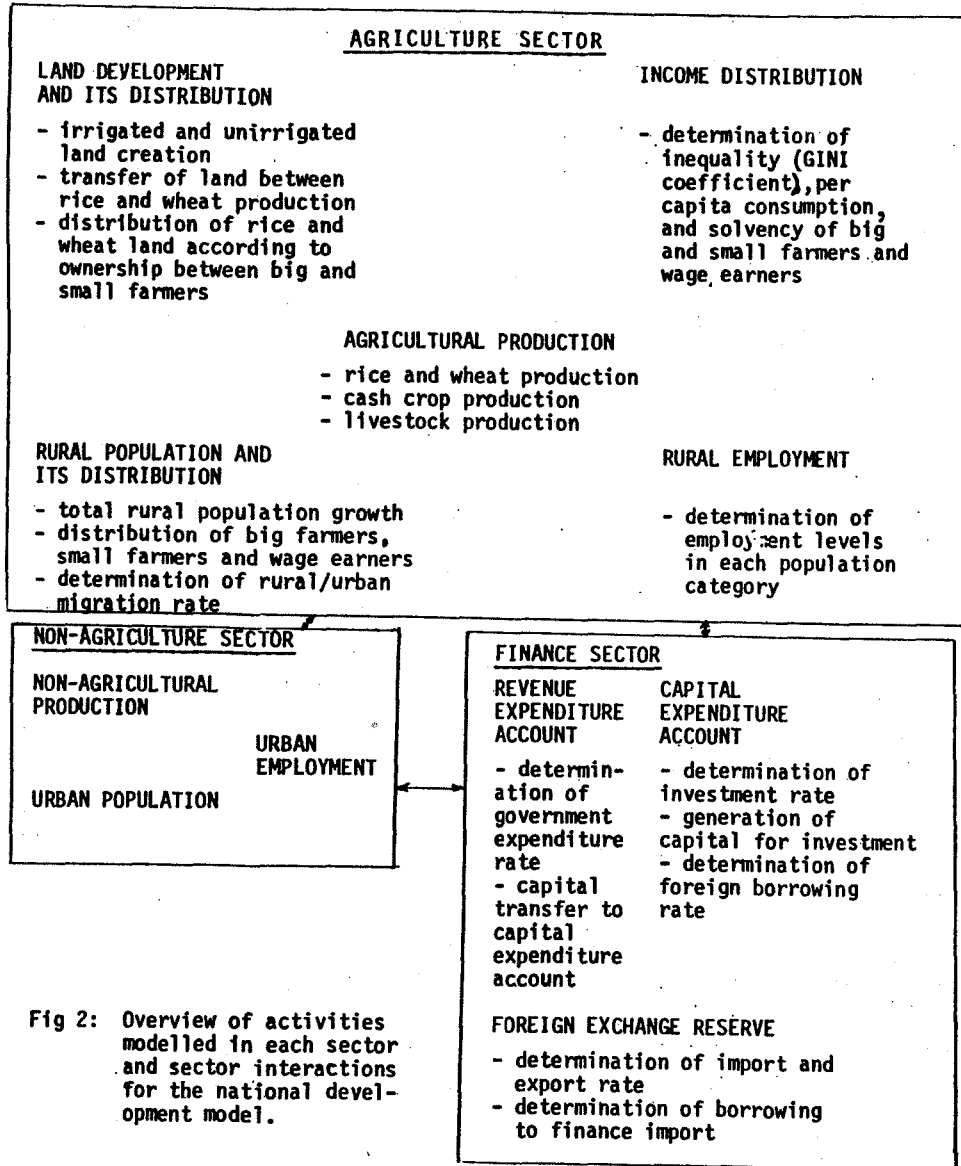 AGRICULTURE SECTOR
LAND DEVELOPMENT
AND ITS DISTRIBUTION
- irrigated and unirrigated
land creation
- transfer of land between
rice and wheat production
- distribution of rice and
wheat land according to
ownership between big and
small farmers
INCOME DISTRIBUTION
- determination of
inequality (GINI
coefficient),per
capita consumption,
and solvency of big
and small farmers and
wage earners
AGRICULTURAL PRODUCTION
- rice and wheat production
- cash crop production
- livestock production
RURAL POPULATION AND
ITS DISTRIBUTION
- total rural population growth
- distribution of big farmers,
small farmers and wage earners
- determination of rural/urban
migration rate
RURAL EMPLOYMENT
- determination of
employment levels
in each population
category
NON-AGRICULTURE SECTOR
NON-AGRICULTURAL
PRODUCTION
URBAN
EMPLOYMENT
URBAN POPULATION
FINANCE SECTOR
REVENUE
EXPENDITURE
ACCOUNT
- determin-
ation of
government
expenditure
rate
- capital
transfer to
capital
expenditure
account
CAPITAL
EXPENDITURE
ACCOUNT
- determination of
investment rate
- generation of
capital for investment
- determination of
foreign borrowing
rate
FOREIGN EXCHANGE RESERVE
- determination of import and
export rate
- determination of borrowing
to finance import
Fig 2: Overview of activities
modelled in each sector
and sector interactions
for the national devel-
opment model.